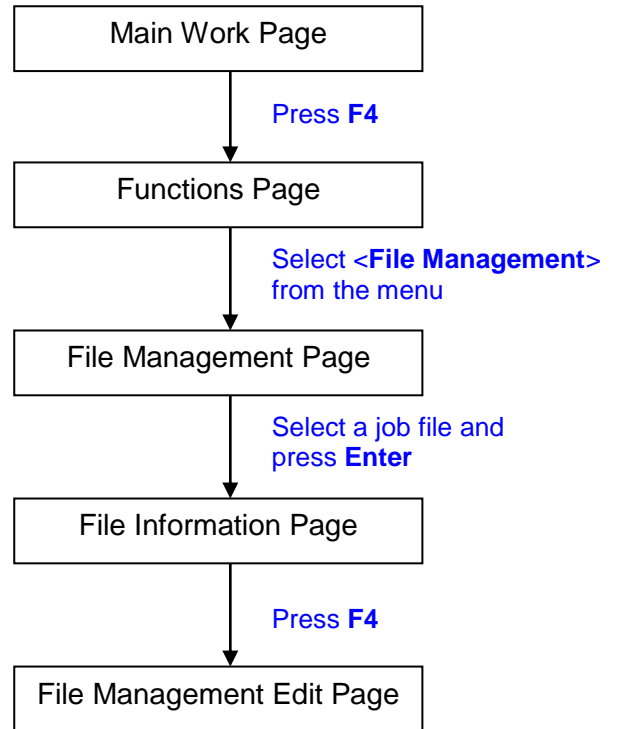 Main Work Page
Press F4
Functions Page
Select <File Management>
from the menu
File Management Page
Select a job file and
press Enter
File Information Page
Press F4
File Management Edit Page